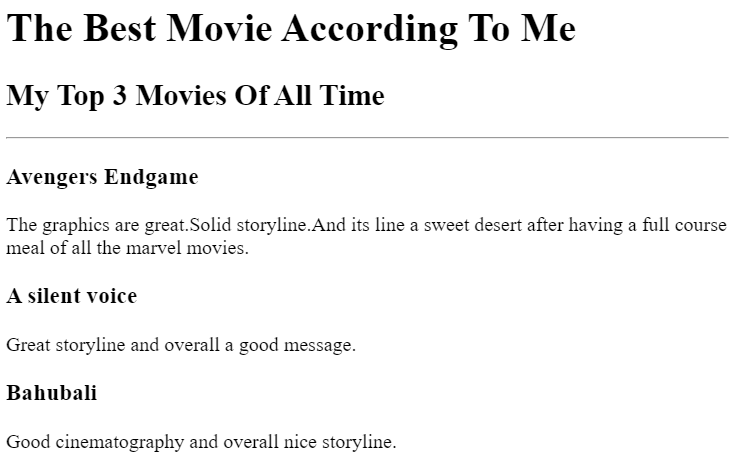 The Best Movie According To Me
My Top 3 Movies Of All Time
Avengers Endgame
The graphics are great.Solid storyline.And its line a sweet desert after having a full course
meal of all the marvel movies.
A silent voice
Great storyline and overall a good message.
Bahubali
Good cinematography and overall nice storyline.